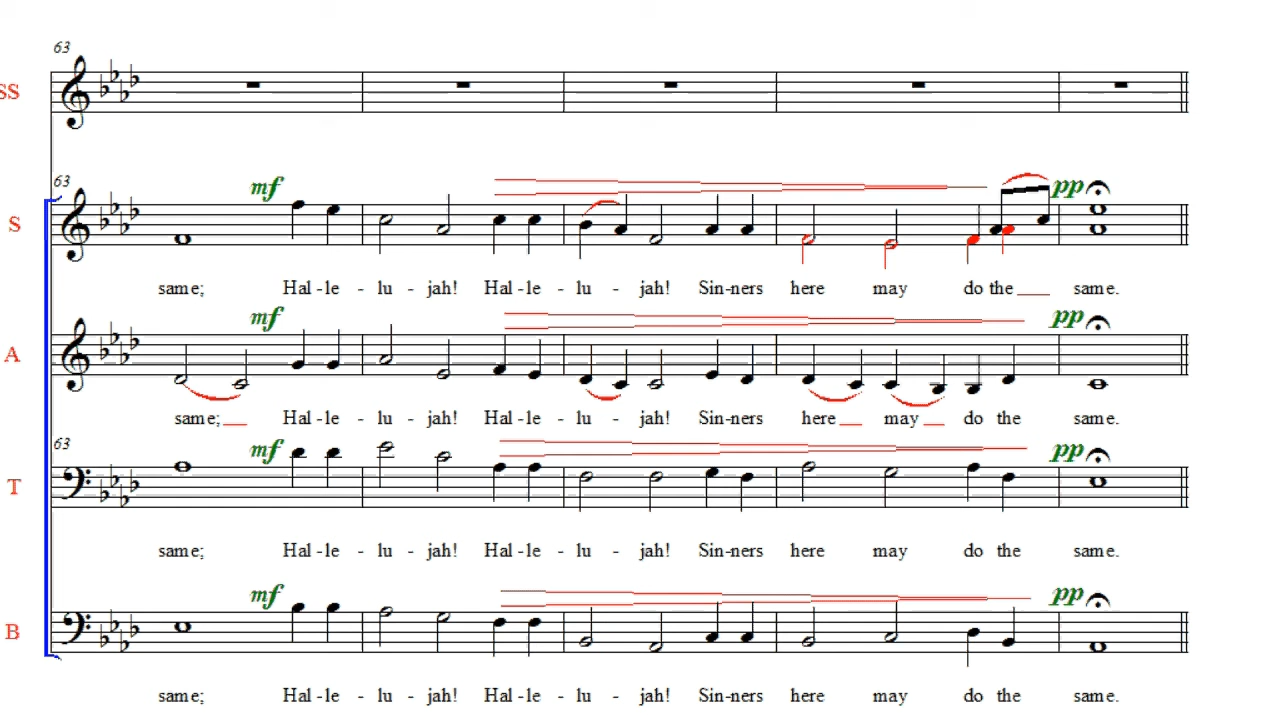 63
SS
63
mf
pp
S
same; Hal - le - lu - jah! Hal - le - lu - jah! Sin-ners here may do the ___ same.
mf
pp
A
same; __ Hal - le - lu - jah! Hal - le - lu - jah! Sin-ners here __ may __ do the same.
63
mf
pp
T
same; Hal - le - lu - jah! Hal - le - lu - jah! Sin-ners here may do the same.
mf
pp
B
same; Hal - le - lu - jah! Hal - le - lu - jah! Sin-ners here may do the same.